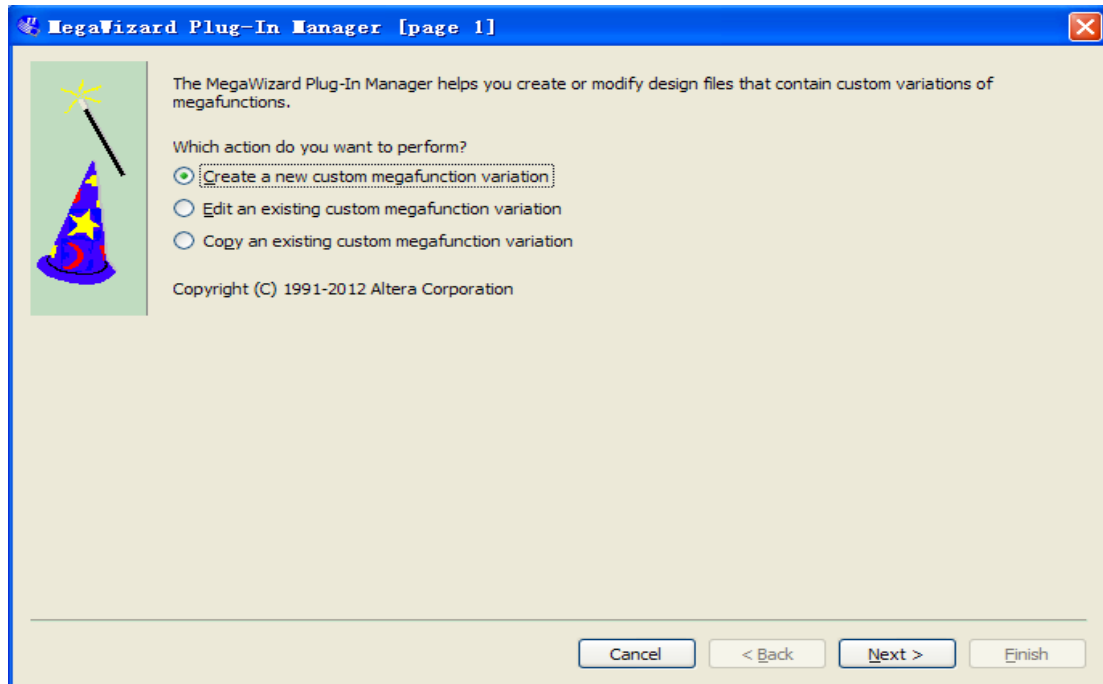 MegaWizard Plug-In Manager [page 1]
The MegaWizard Plug-In Manager helps you create or modify design files that contain custom variations of
megafunctions.
Which action do you want to perform?
Create a new custom megafunction variation
Edit an existing custom megafunction variation
Copy an existing custom megafunction variation
Copyright (C) 1991-2012 Altera Corporation
Cancel < Back Next > Finish